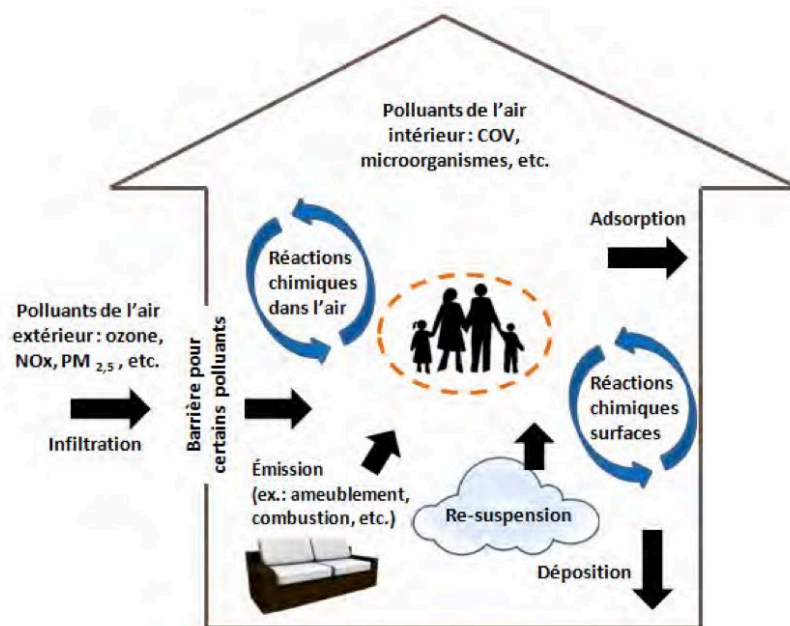 Polluants de l'air
intérieur : COV,
microorganismes, etc.
Adsorption
Réactions
chimiques
dans l'air
Polluants de l'air
extérieur : ozone,
NOx, PM 2,5 , etc.
Infiltration
Barrière pour
certains polluants
Réactions
chimiques
surfaces
Émission
(ex.: ameublement,
combustion, etc.)
Re-suspension
Déposition